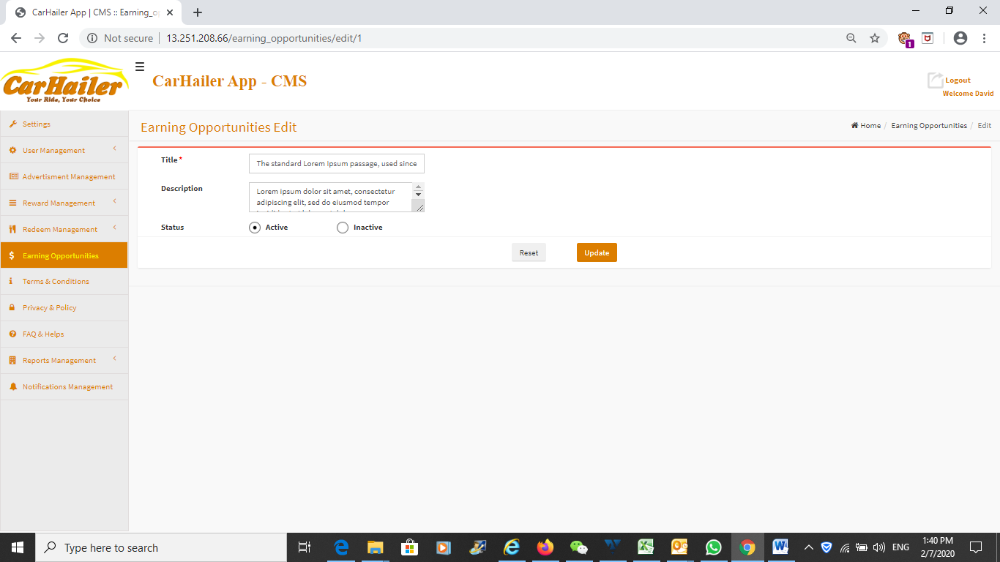 CarHailer App | CMS :: Earning_o
Not secure
13.251.208.66/earning_opportunities/edit/1
1
CarHailer
Your Ride, Your Choice
CarHailer App - CMS
Logout
Welcome David
Settings
User Management
Advertisment Management
Reward Management
Redeem Management
Earning Opportunities
Terms & Conditions
Privacy & Policy
FAQ & Helps
Reports Management
Notifications Management
Earning Opportunities Edit
Home / Earning Opportunities / Edit
Title *
The standard Lorem Ipsum passage, used since
Description
Lorem ipsum dolor sit amet, consectetur
adipiscing elit, sed do eiusmod tempor
Status
Active
Inactive
Reset
Update
Type here to search
ENG
1:40 PM
2/7/2020